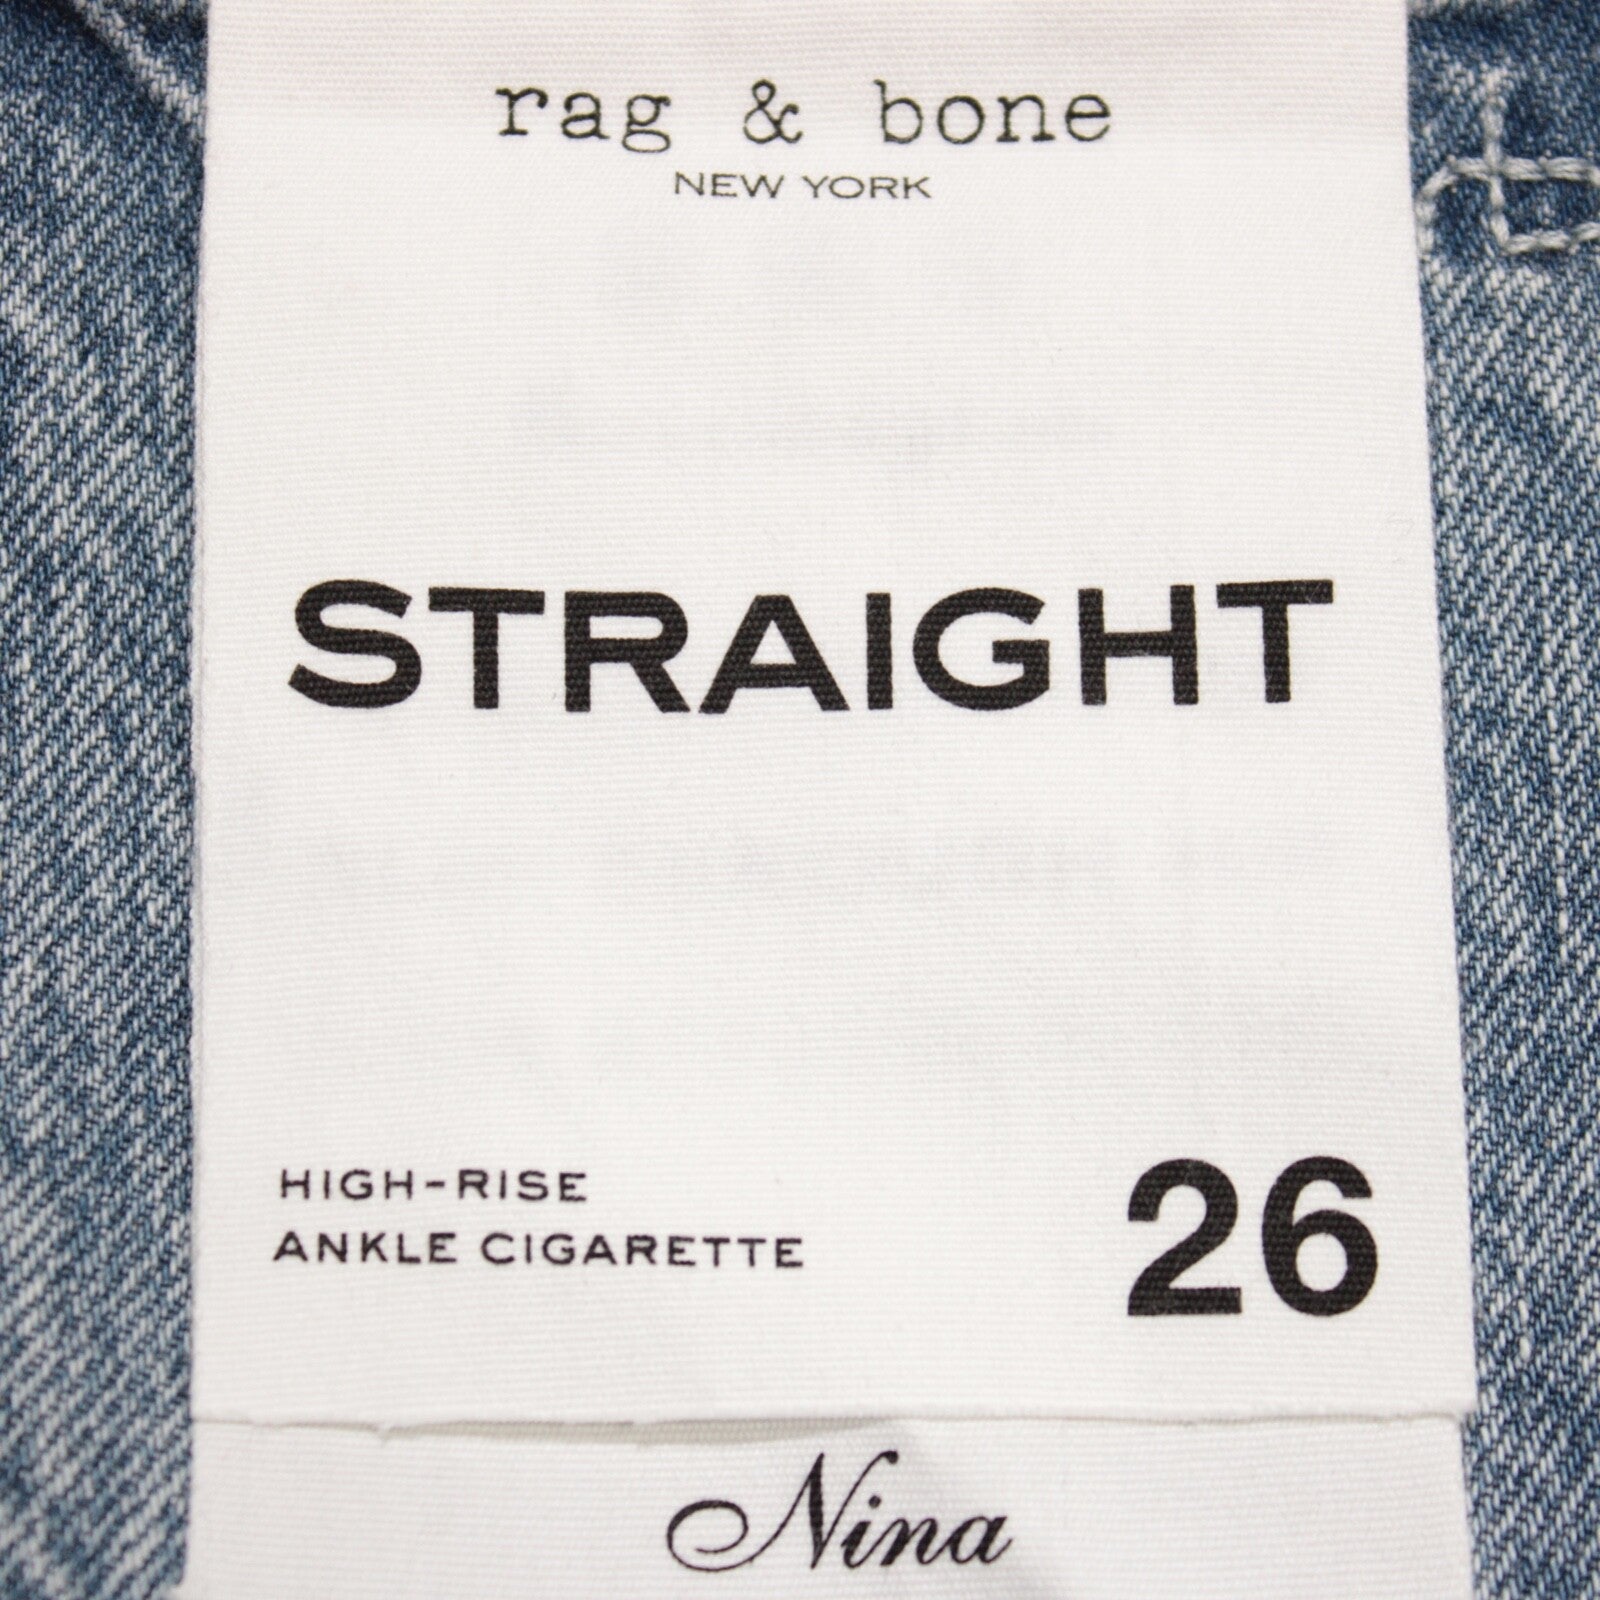 rag & bone
NEW YORK
STRAIGHT
HIGH-RISE
ANKLE CIGARETTE
26
Nina